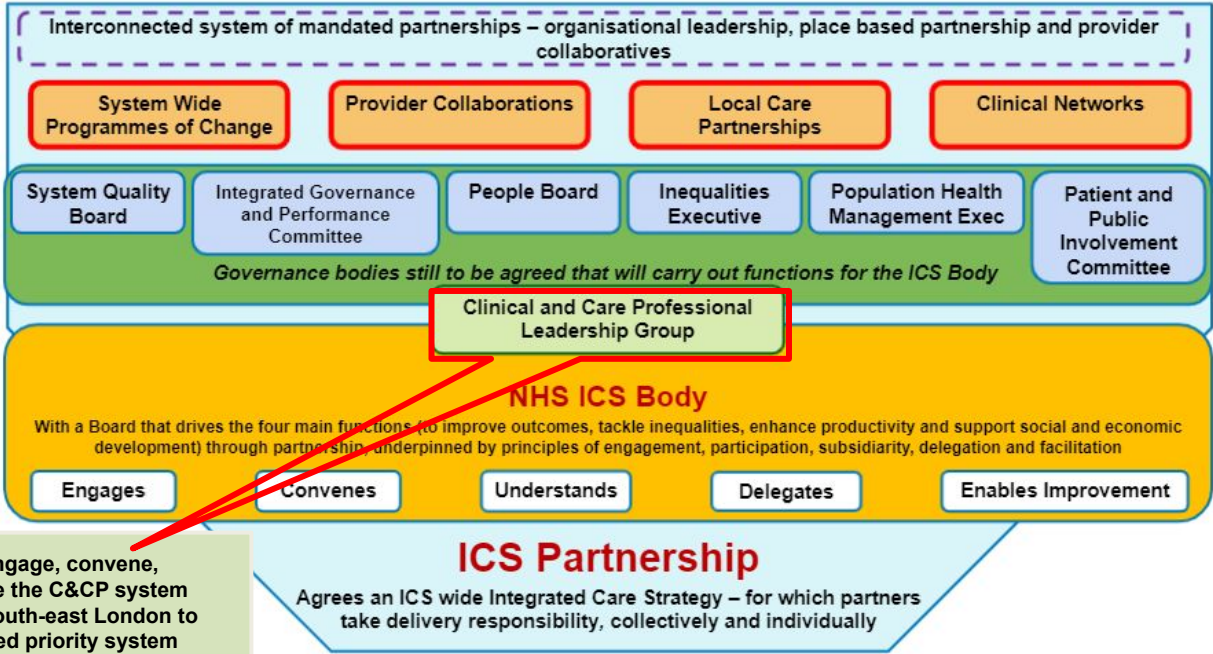 Interconnected system of mandated partnerships – organisational leadership, place based partnership and provider
collaboratives
System Wide
Programmes of Change
Provider Collaborations
Local Care
Partnerships
Clinical Networks
System Quality
Board
Integrated Governance
and Performance
Committee
People Board
Inequalities
Executive
Population Health
Management Exec
Patient and
Public
Involvement
Committee
Governance bodies still to be agreed that will carry out functions for the ICS Body
Clinical and Care Professional
Leadership Group
NHS ICS Body
With a Board that drives the four main functions (to improve outcomes, tackle inequalities, enhance productivity and support social and economic
development) through partnership, underpinned by principles of engagement, participation, subsidiarity, delegation and facilitation
Engages
Convenes
Understands
Delegates
Enables Improvement
ICS Partnership
Agrees an ICS wide Integrated Care Strategy – for which partners
take delivery responsibility, collectively and individually
convene,
the C&CP system
London to
priority system